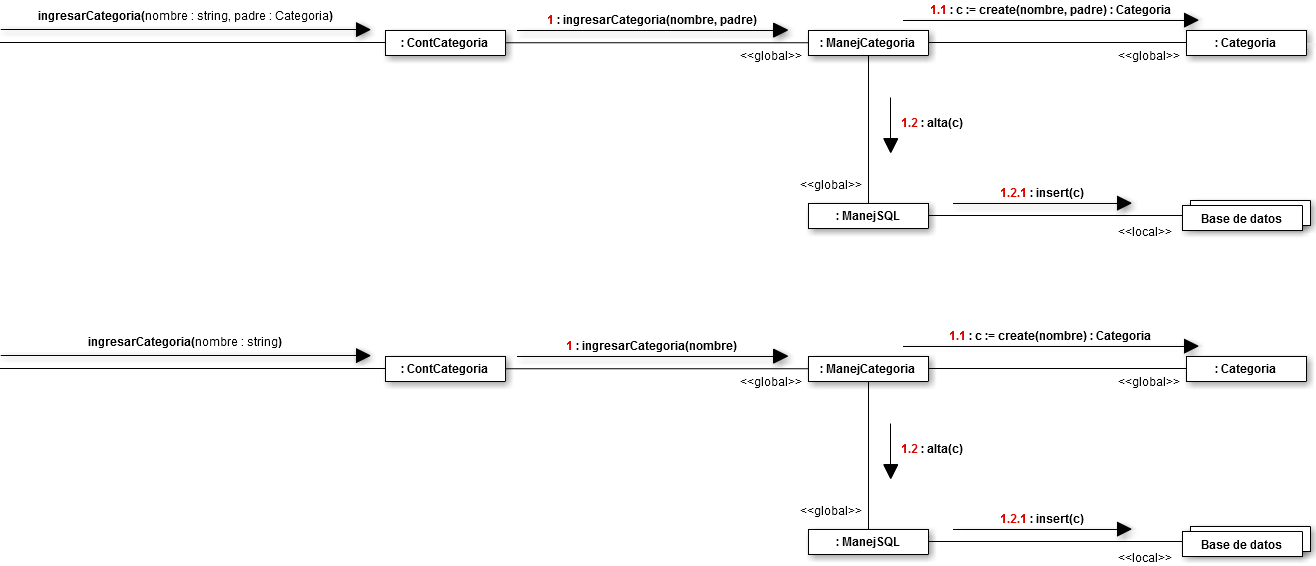 ingresarCategoria(nombre : string, padre : Categoria)
1 : ingresarCategoria(nombre, padre)
1.1 : c := create(nombre, padre) : Categoria
: ContCategoria
: ManejCategoria
: Categoria
<<global>>
<<global>>
1.2 : alta(c)
<<global>>
1.2.1 : insert(c)
: ManejSQL
Base de datos
<<local>>
ingresarCategoria(nombre : string)
1 : ingresarCategoria(nombre)
1.1 : c := create(nombre) : Categoria
: ContCategoria
: ManejCategoria
: Categoria
<<global>>
<<global>>
1.2 : alta(c)
<<global>>
1.2.1 : insert(c)
: ManejSQL
Base de datos
<<local>>